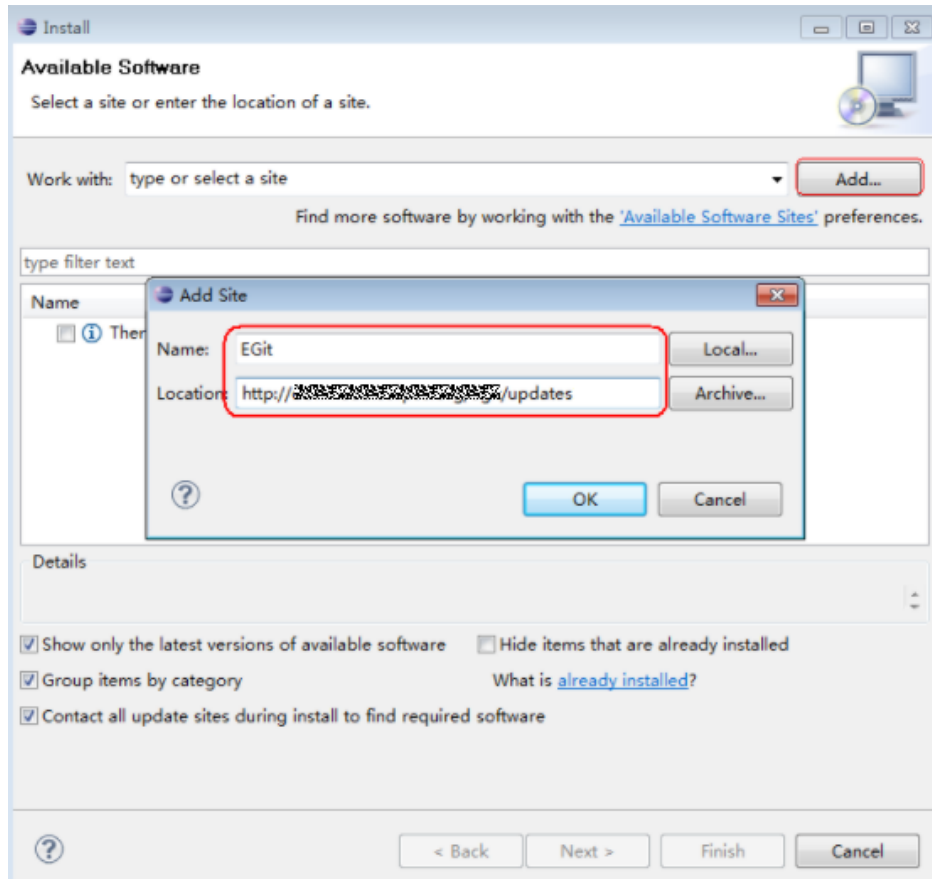 Install
Available Software
Select a site or enter the location of a site.
Work with: type or select a site Add...
Find more software by working with the 'Available Software Sites' preferences.
type filter text
Name
Ther
Add Site
Name: EGit Local...
Location: http:// /updates Archive...
OK Cancel
Details
Show only the latest versions of available software Hide items that are already installed
Group items by category What is already installed?
Contact all update sites during install to find required software
< Back Next > Finish Cancel